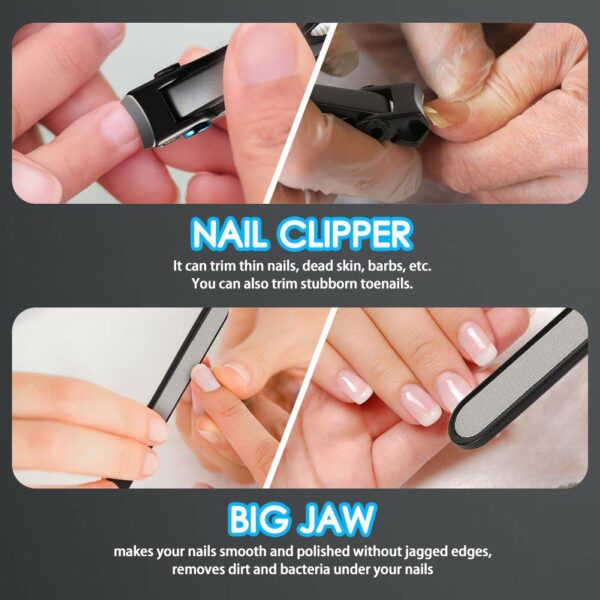 NAIL CLIPPER
It can trim thin nails, dead skin, barbs, etc.
You can also trim stubborn toenails.
BIG JAW
makes your nails smooth and polished without jagged edges,
removes dirt and bacteria under your nails